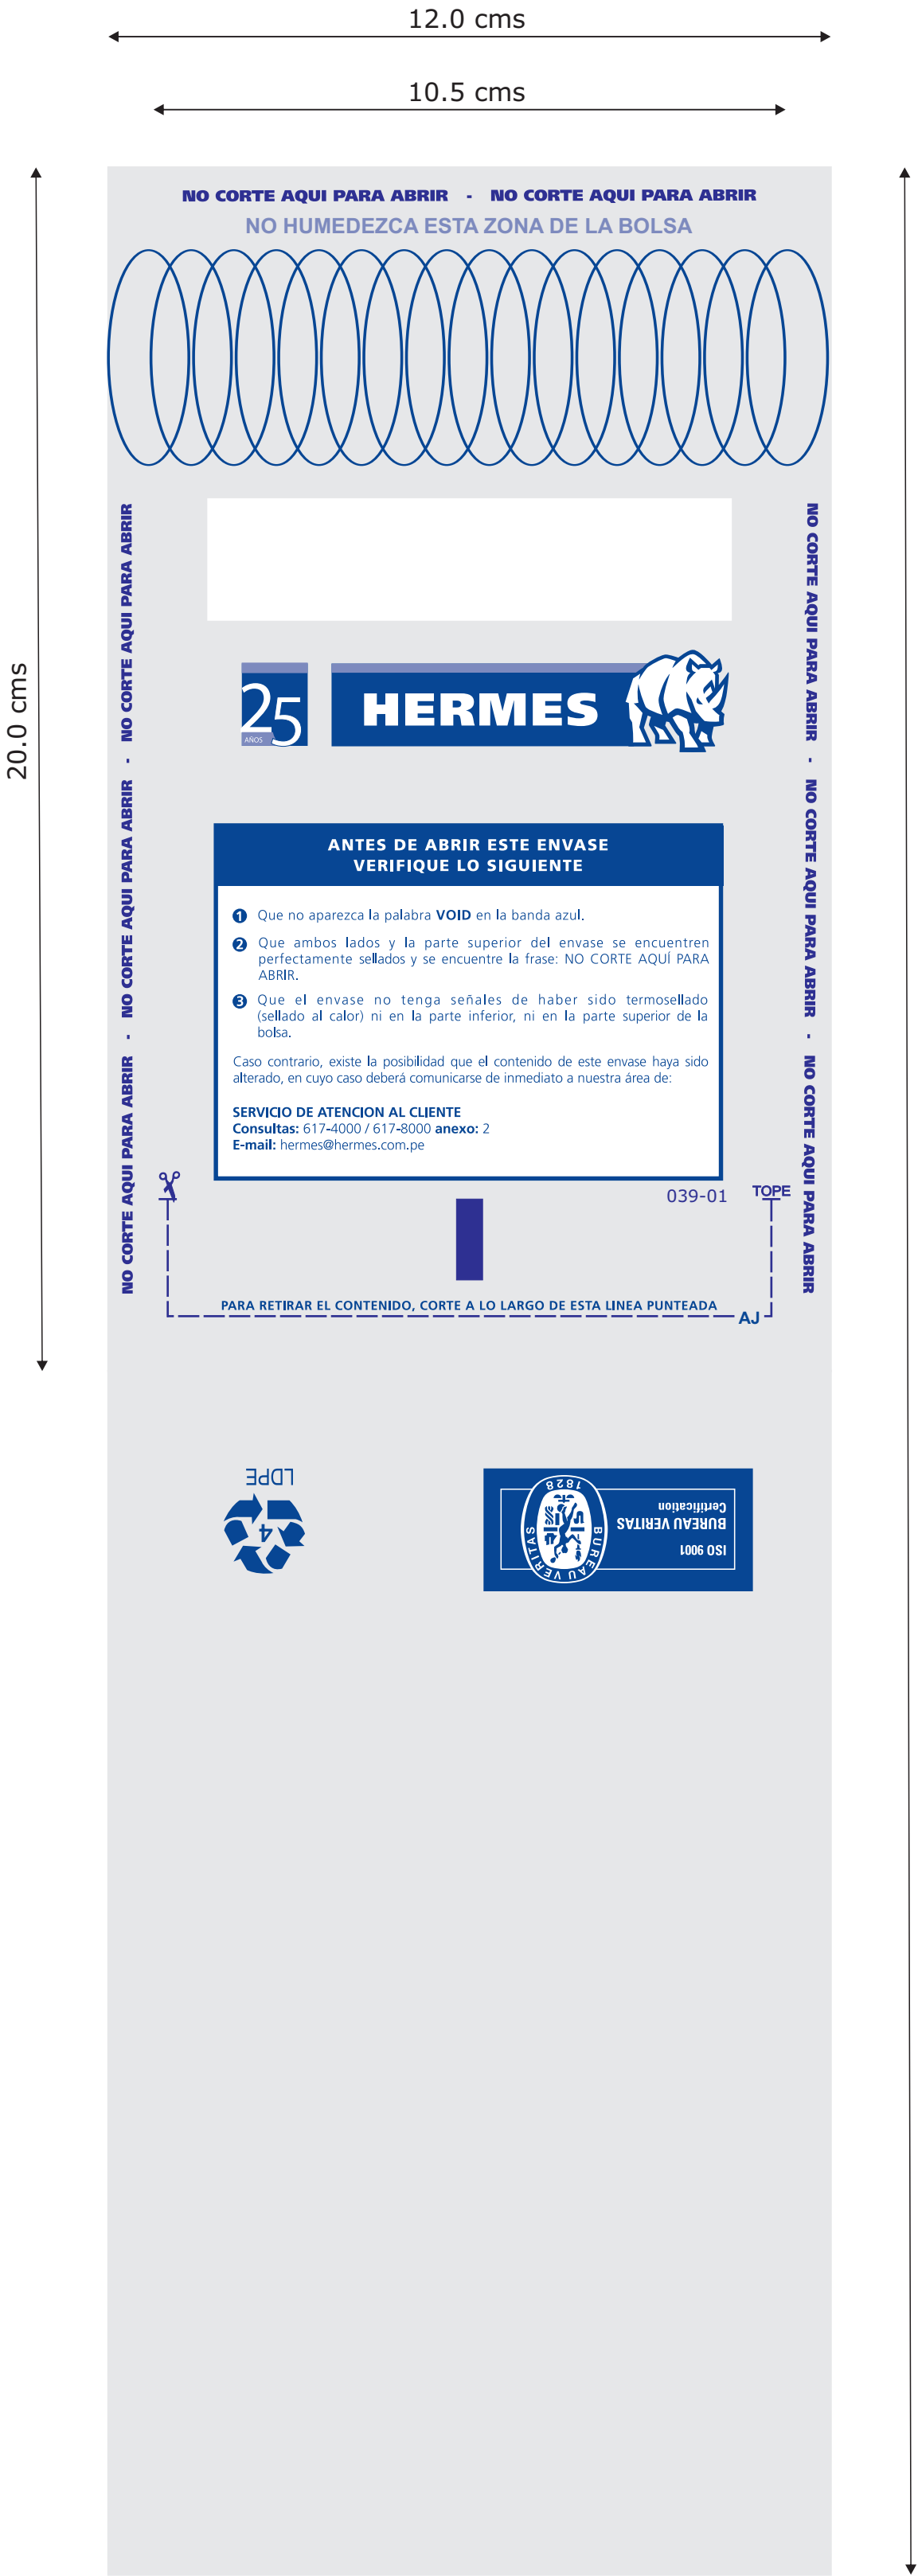 12.0 cms
10.5 cms
20.0 cms
NO CORTE AQUI PARA ABRIR - NO CORTE AQUI PARA ABRIR
NO HUMEDEZCA ESTA ZONA DE LA BOLSA
NO CORTE AQUI PARA ABRIR - NO CORTE AQUI PARA ABRIR - NO CORTE AQUI PARA ABRIR
NO CORTE AQUI PARA ABRIR - NO CORTE AQUI PARA ABRIR - NO CORTE AQUI PARA ABRIR
25
AÑOS
HERMES
ANTES DE ABRIR ESTE ENVASE
VERIFIQUE LO SIGUIENTE
1 Que no aparezca la palabra VOID en la banda azul.
2 Que ambos lados y la parte superior del envase se encuentren
perfectamente sellados y se encuentre la frase: NO CORTE AQUÍ PARA
ABRIR.
3 Que el envase no tenga señales de haber sido termosellado
(sellado al calor) ni en la parte inferior, ni en la parte superior de la
bolsa.
Caso contrario, existe la posibilidad que el contenido de este envase haya sido
alterado, en cuyo caso deberá comunicarse de inmediato a nuestra área de:
SERVICIO DE ATENCION AL CLIENTE
Consultas: 617-4000 / 617-8000 anexo: 2
E-mail: hermes@hermes.com.pe
039-01
TOPE
PARA RETIRAR EL CONTENIDO, CORTE A LO LARGO DE ESTA LINEA PUNTEADA
AJ
4
LDPE
ISO 9001
BUREAU VERITAS
Certification
BUREAU VERITAS
1828